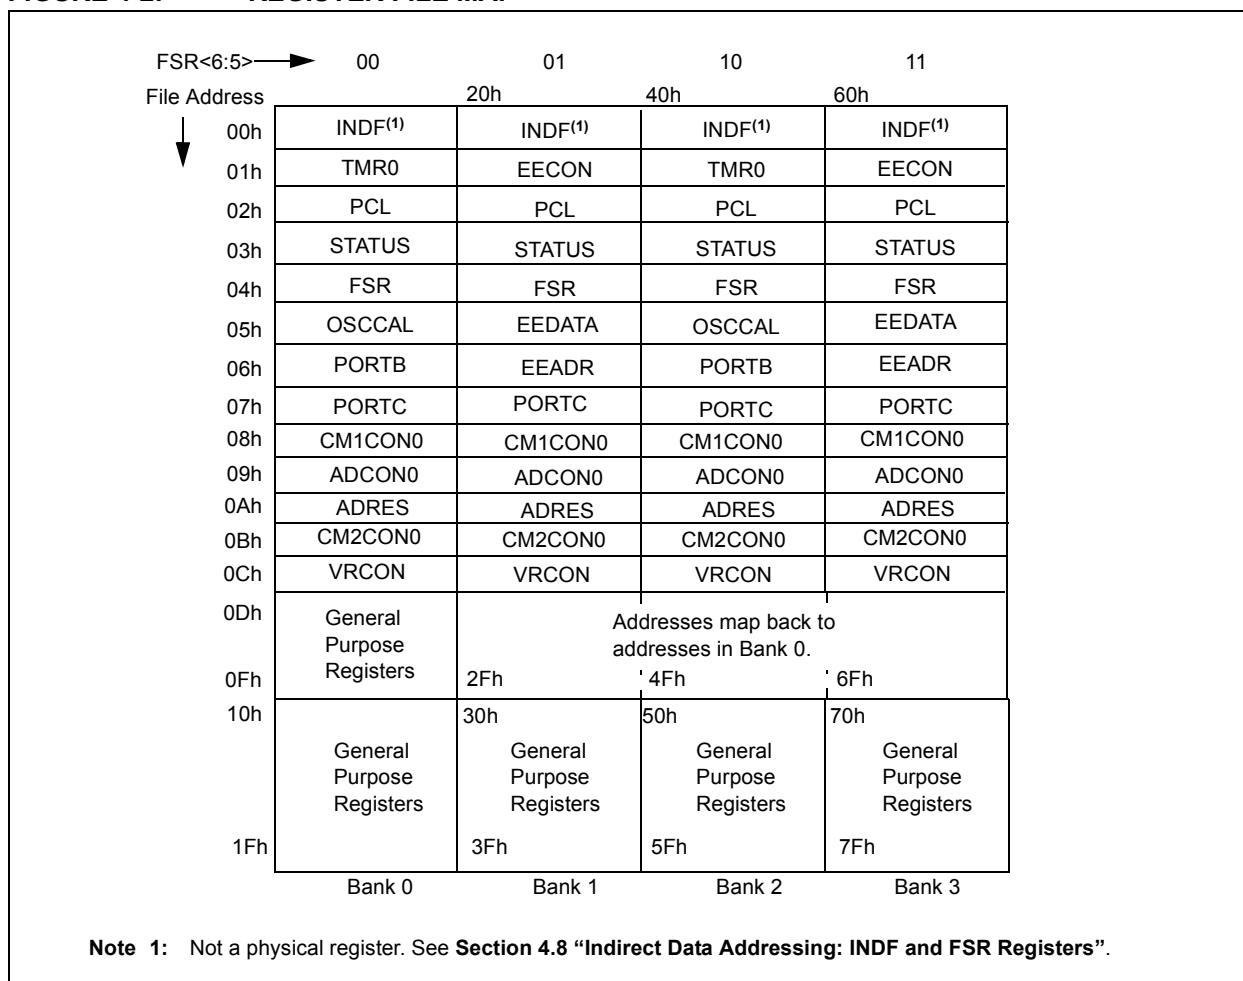 FSR<6:5> 00 01 10 11
File Address 20h 40h 60h
00h INDF(1) INDF(1) INDF(1) INDF(1)
01h TMR0 EECON TMR0 EECON
02h PCL PCL PCL PCL
03h STATUS STATUS STATUS STATUS
04h FSR FSR FSR FSR
05h OSCCAL EEDATA OSCCAL EEDATA
06h PORTB EEADR PORTB EEADR
07h PORTC PORTC PORTC PORTC
08h CM1CON0 CM1CON0 CM1CON0 CM1CON0
09h ADCON0 ADCON0 ADCON0 ADCON0
0Ah ADRES ADRES ADRES ADRES
0Bh CM2CON0 CM2CON0 CM2CON0 CM2CON0
0Ch VRCON VRCON VRCON VRCON
0Dh General Addresses map back to
Purpose addresses in Bank 0.
0Fh Registers 2Fh 4Fh 6Fh
10h 30h 50h 70h
General General General General
Purpose Purpose Purpose Purpose
Registers Registers Registers Registers
1Fh 3Fh 5Fh 7Fh
Bank 0 Bank 1 Bank 2 Bank 3
Note 1: Not a physical register. See Section 4.8 “Indirect Data Addressing: INDF and FSR Registers”.